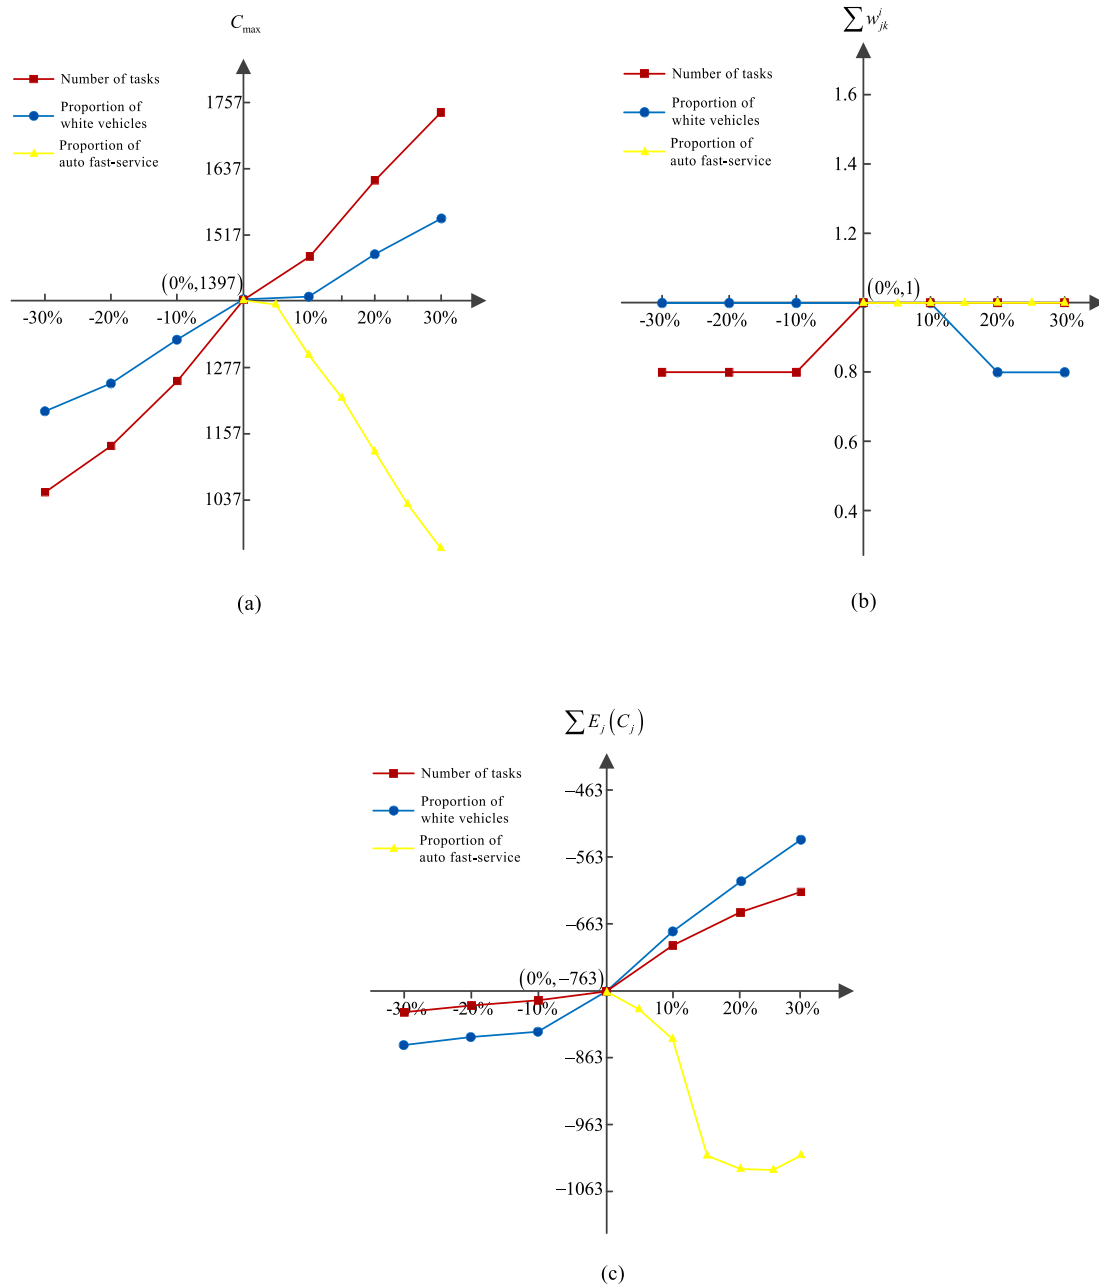 C_max
Number of tasks
Proportion of
white vehicles
Proportion of
auto fast-service
1757
1637
1517
(0%,1397)
-30% -20% -10% 10% 20% 30%
1277
1157
1037
(a)
∑ w^j_jk
Number of tasks
Proportion of
white vehicles
Proportion of
auto fast-service
1.6
1.4
1.2
(0%,1)
-30% -20% -10% 10% 20% 30%
0.8
0.6
0.4
(b)
∑ E_j(C_j)
Number of tasks
Proportion of
white vehicles
Proportion of
auto fast-service
−463
−563
−663
(0%,−763)
-30% -20% -10% 10% 20% 30%
−863
−963
−1063
(c)